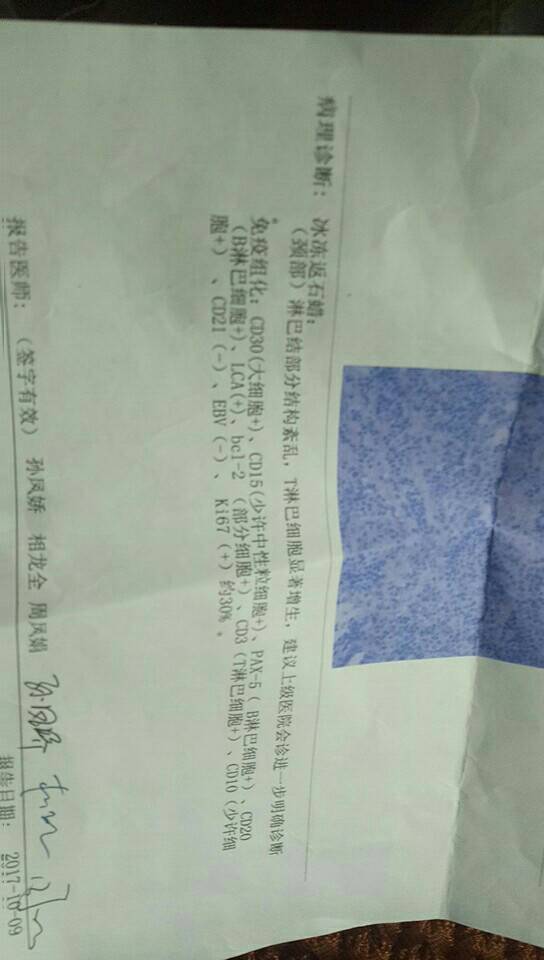 病理诊断： 冰冻返石蜡：
（颈部）淋巴结部分结构紊乱，T淋巴细胞显著增生，建议上级医院会诊进一步明确诊断
免疫组化：CD30(大细胞+)、CD15(少许中性粒细胞+)、PAX-5（ B淋巴细胞+）、CD20
（B淋巴细胞+)、LCA(+)、bcl-2 （部分细胞+）、CD3（T淋巴细胞+）、CD10（少许细
胞+）、CD21（-）、EBV（-）、Ki67（+）约30%。
报告医师： （签字有效） 孙凤娇 相龙全 周凤娟 孙凤娇
报告日期： 2017-10-09